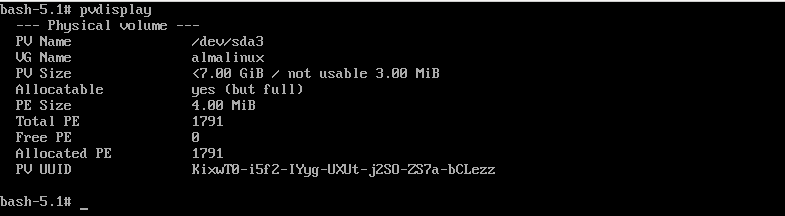 bash-5.1# pvdisplay
  --- Physical volume ---
  PV Name               /dev/sda3
  VG Name               almalinux
  PV Size               <7.00 GiB / not usable 3.00 MiB
  Allocatable           yes (but full)
  PE Size               4.00 MiB
  Total PE              1791
  Free PE               0
  Allocated PE          1791
  PV UUID               KixwT0-i5f2-IYyg-UXUt-j2SO-ZS7a-bCLezz
bash-5.1# _